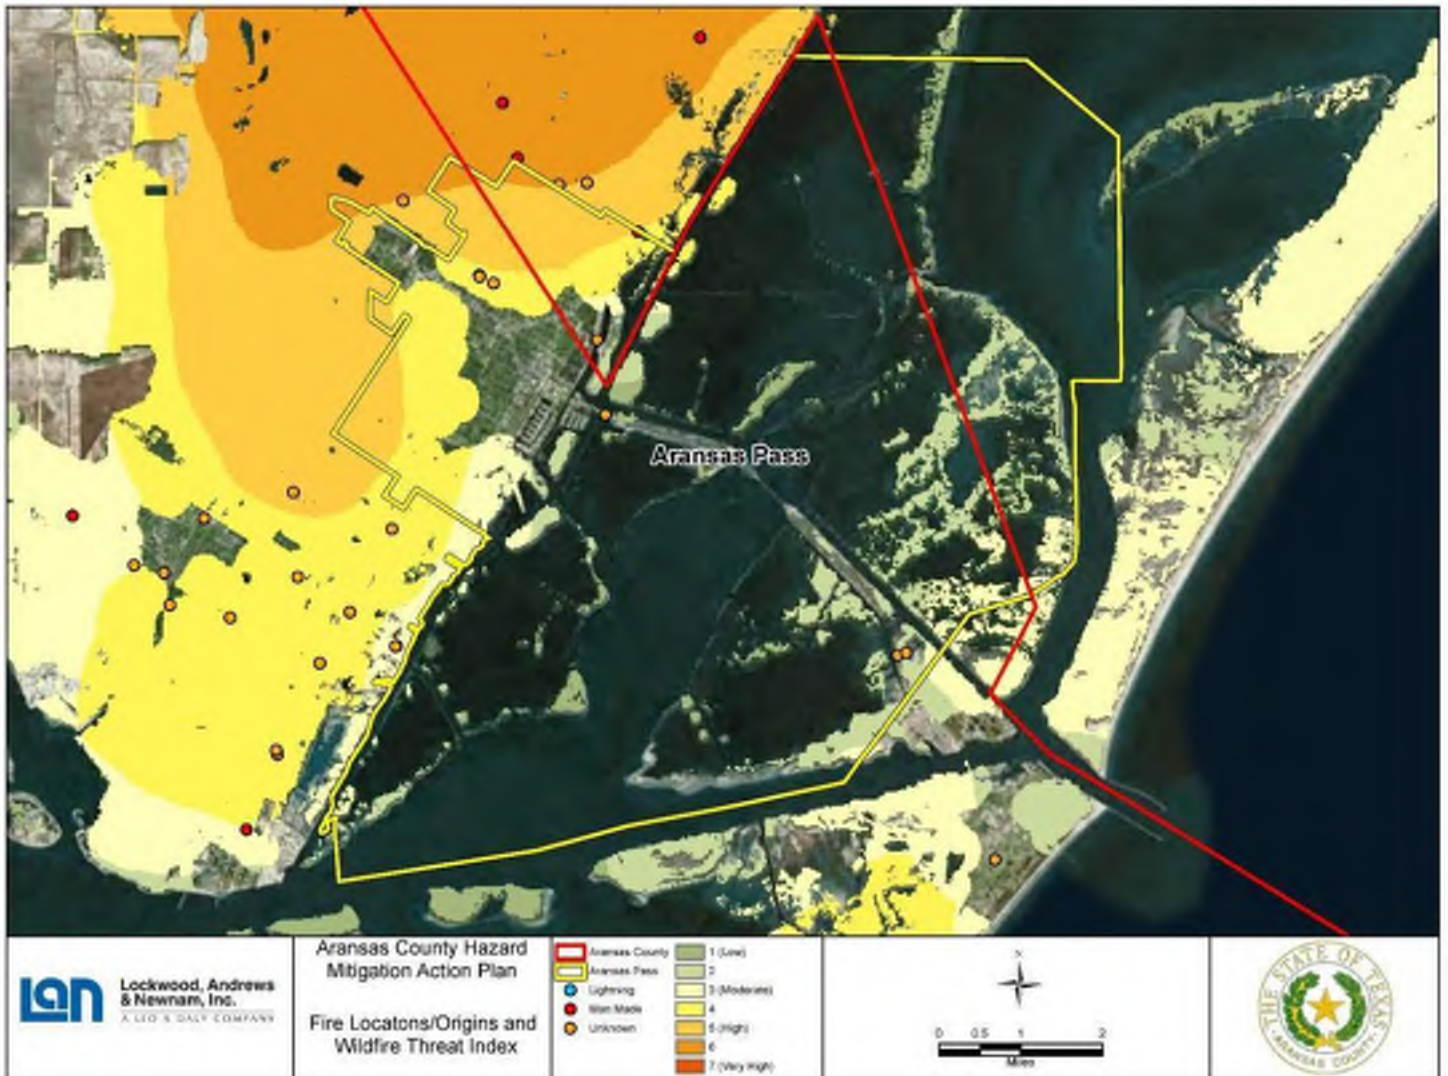 Aransas Pass
Lan
Lockwood, Andrews
& Newnam, Inc.
A LEO A DALY COMPANY
Aransas County Hazard
Mitigation Action Plan
Fire Locatons/Origins and
Wildfire Threat Index
Aransas County
Aransas Pass
Lightning
Man Made
Unknown
1 (Low)
2
3 (Moderate)
4
5 (High)
6
7 (Very High)
N
0 0.5 1 2
Miles
THE STATE OF TEXAS
ARANSAS COUNTY